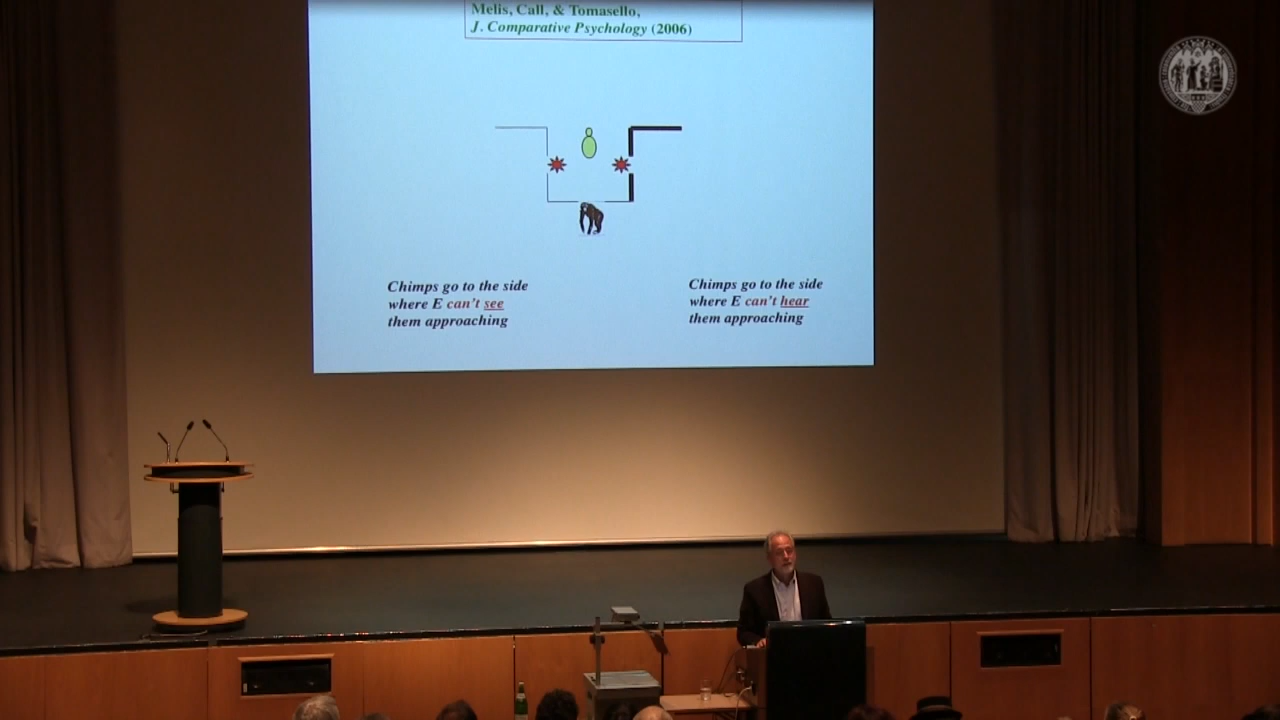 Melis, Call, & Tomasello,
J. Comparative Psychology (2006)
Chimps go to the side
where E can't see
them approaching
Chimps go to the side
where E can't hear
them approaching